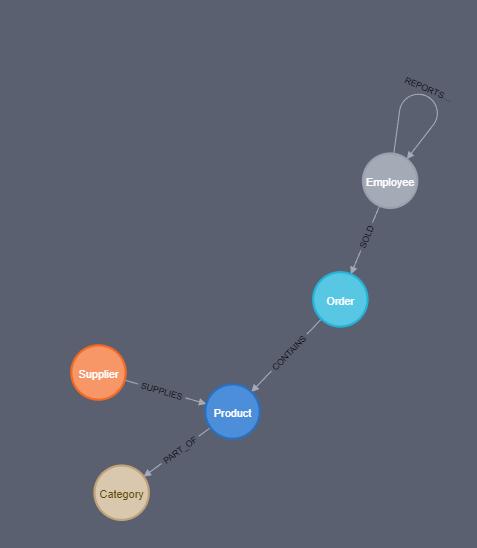 REPORTS...
Employee
SOLD
Order
CONTAINS
Supplier
SUPPLIES
Product
PART_OF
Category